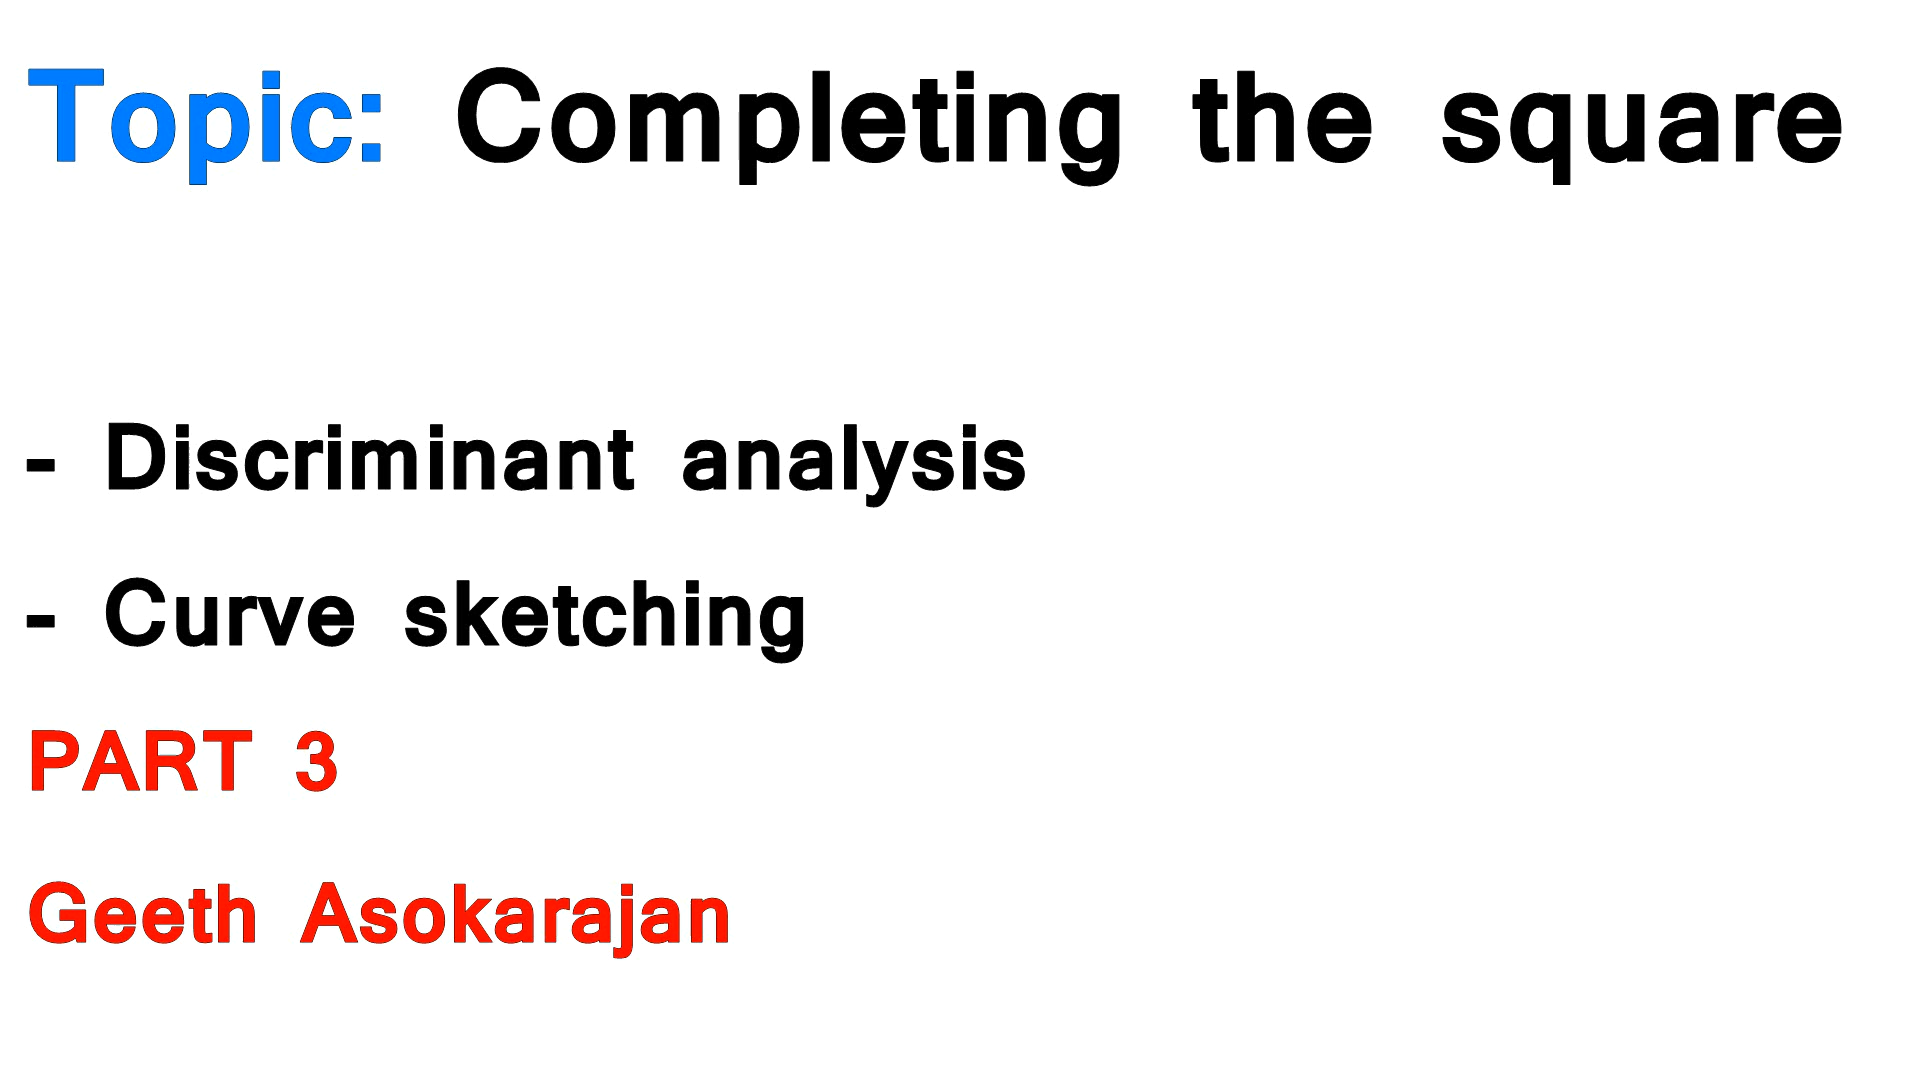 Topic: Completing the square
- Discriminant analysis
- Curve sketching
PART 3
Geeth Asokarajan